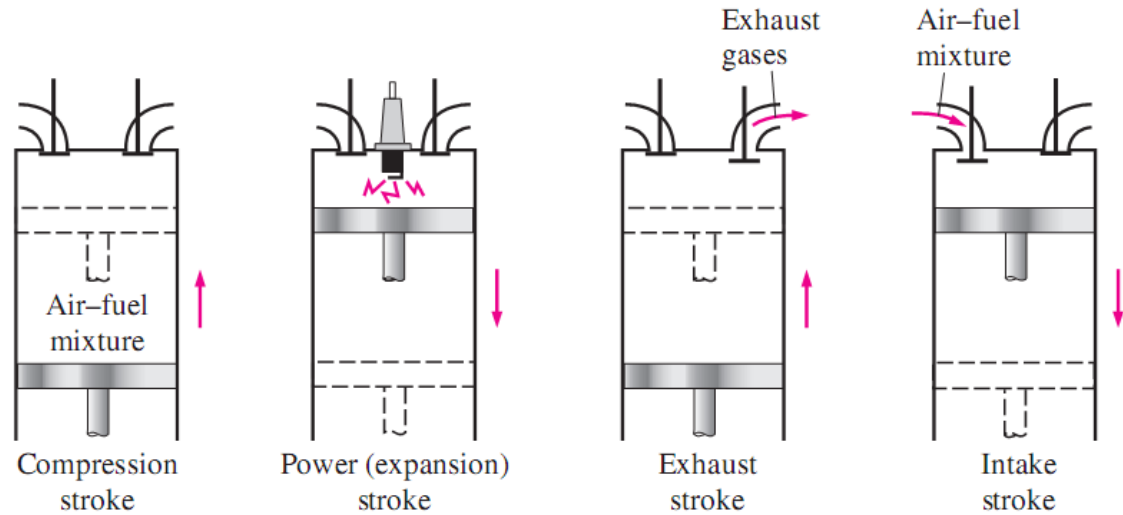 Exhaust
gases
Air–fuel
mixture
Air–fuel
mixture
Compression
stroke
Power (expansion)
stroke
Exhaust
stroke
Intake
stroke